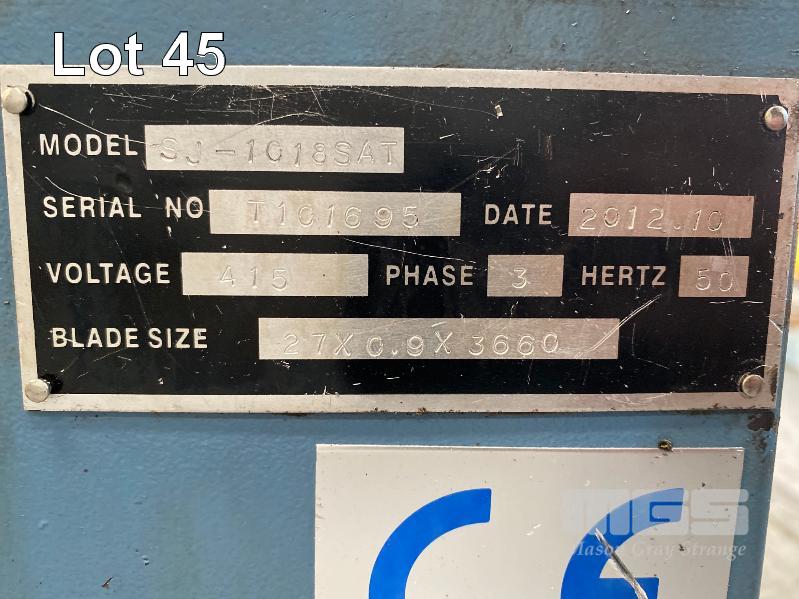 Lot 45
MODEL SJ-1018SAT
SERIAL NO T101695 DATE 2012.10
VOLTAGE 415 PHASE 3 HERTZ 50
BLADE SIZE 27X0.9X3660
CE
MGS
Mason Gray Strange